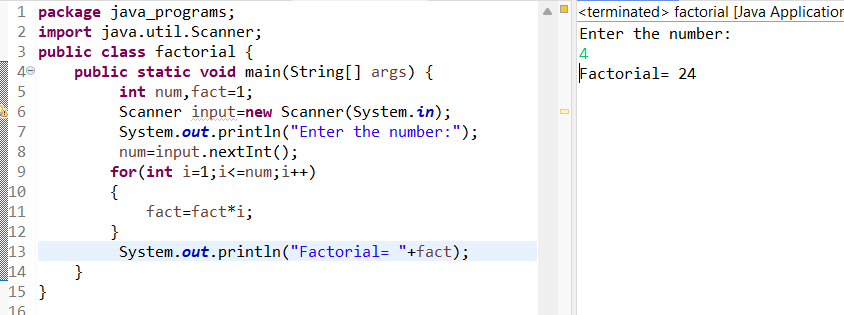 1 package java_programs;
2 import java.util.Scanner;
3 public class factorial {
4     public static void main(String[] args) {
5          int num,fact=1;
6          Scanner input=new Scanner(System.in);
7          System.out.println("Enter the number:");
8          num=input.nextInt();
9         for(int i=1;i<=num;i++)
10         {
11             fact=fact*i;
12         }
13          System.out.println("Factorial= "+fact);
14     }
15 }
16
<terminated> factorial [Java Application
Enter the number:
4
Factorial= 24